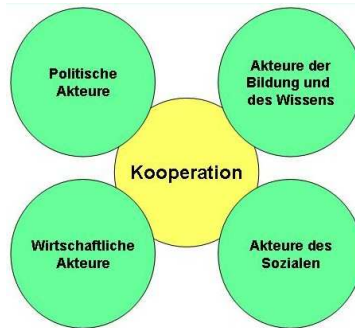 Politische
Akteure
Akteure der
Bildung und
des Wissens
Kooperation
Wirtschaftliche
Akteure
Akteure des
Sozialen